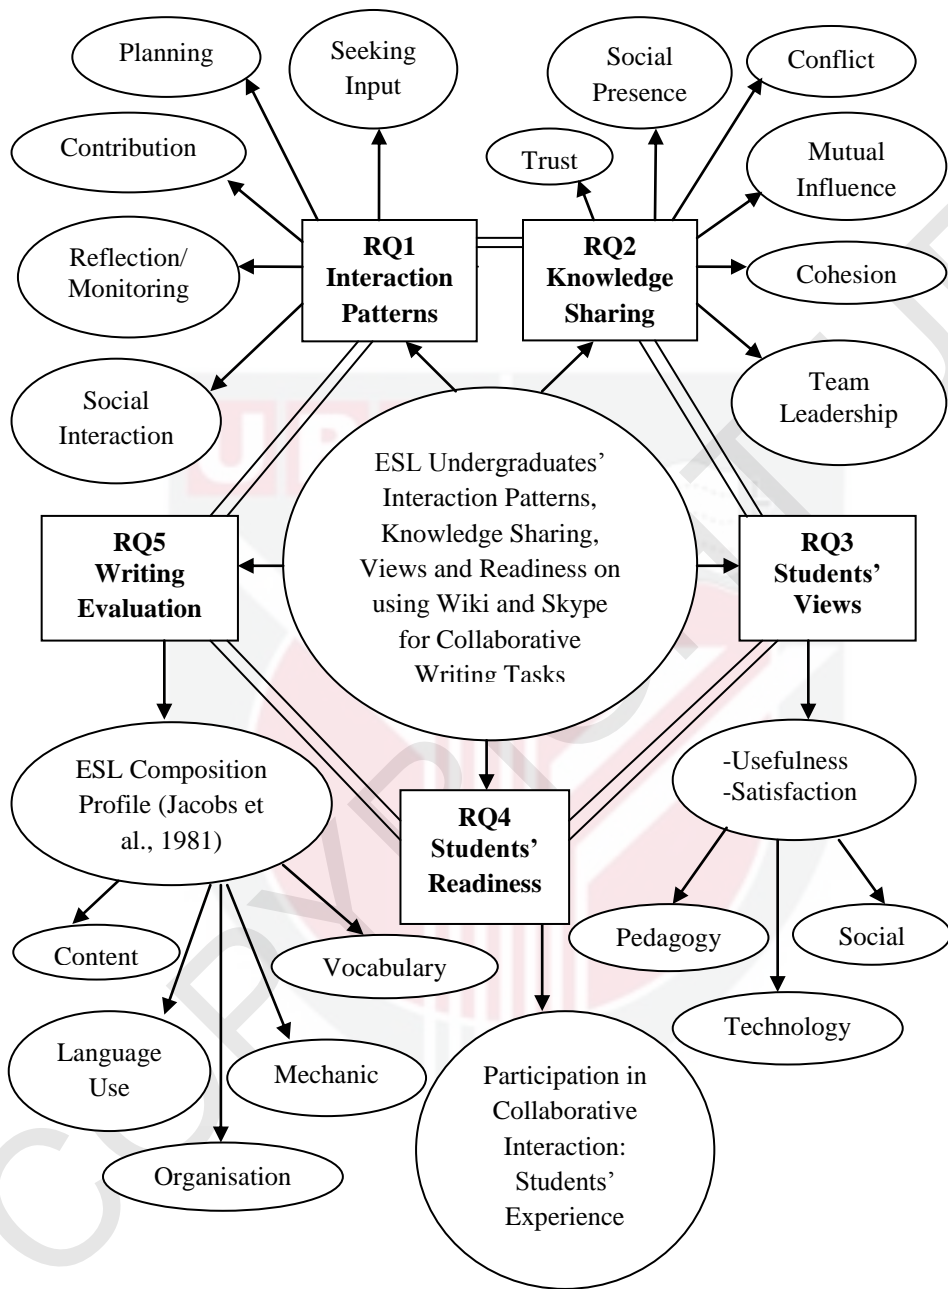 Planning
Seeking
Input
Social
Presence
Conflict
Contribution
Trust
Mutual
Influence
Reflection/
Monitoring
RQ1
Interaction
Patterns
RQ2
Knowledge
Sharing
Cohesion
Social
Interaction
Team
Leadership
ESL Undergraduates’
Interaction Patterns,
Knowledge Sharing,
Views and Readiness on
using Wiki and Skype
for Collaborative
Writing Tasks
RQ5
Writing
Evaluation
RQ3
Students’
Views
ESL Composition
Profile (Jacobs et
al., 1981)
-Usefulness
-Satisfaction
RQ4
Students’
Readiness
Content
Vocabulary
Pedagogy
Social
Language
Use
Mechanic
Technology
Organisation
Participation in
Collaborative
Interaction:
Students’
Experience
COPYRIGHT
UPM